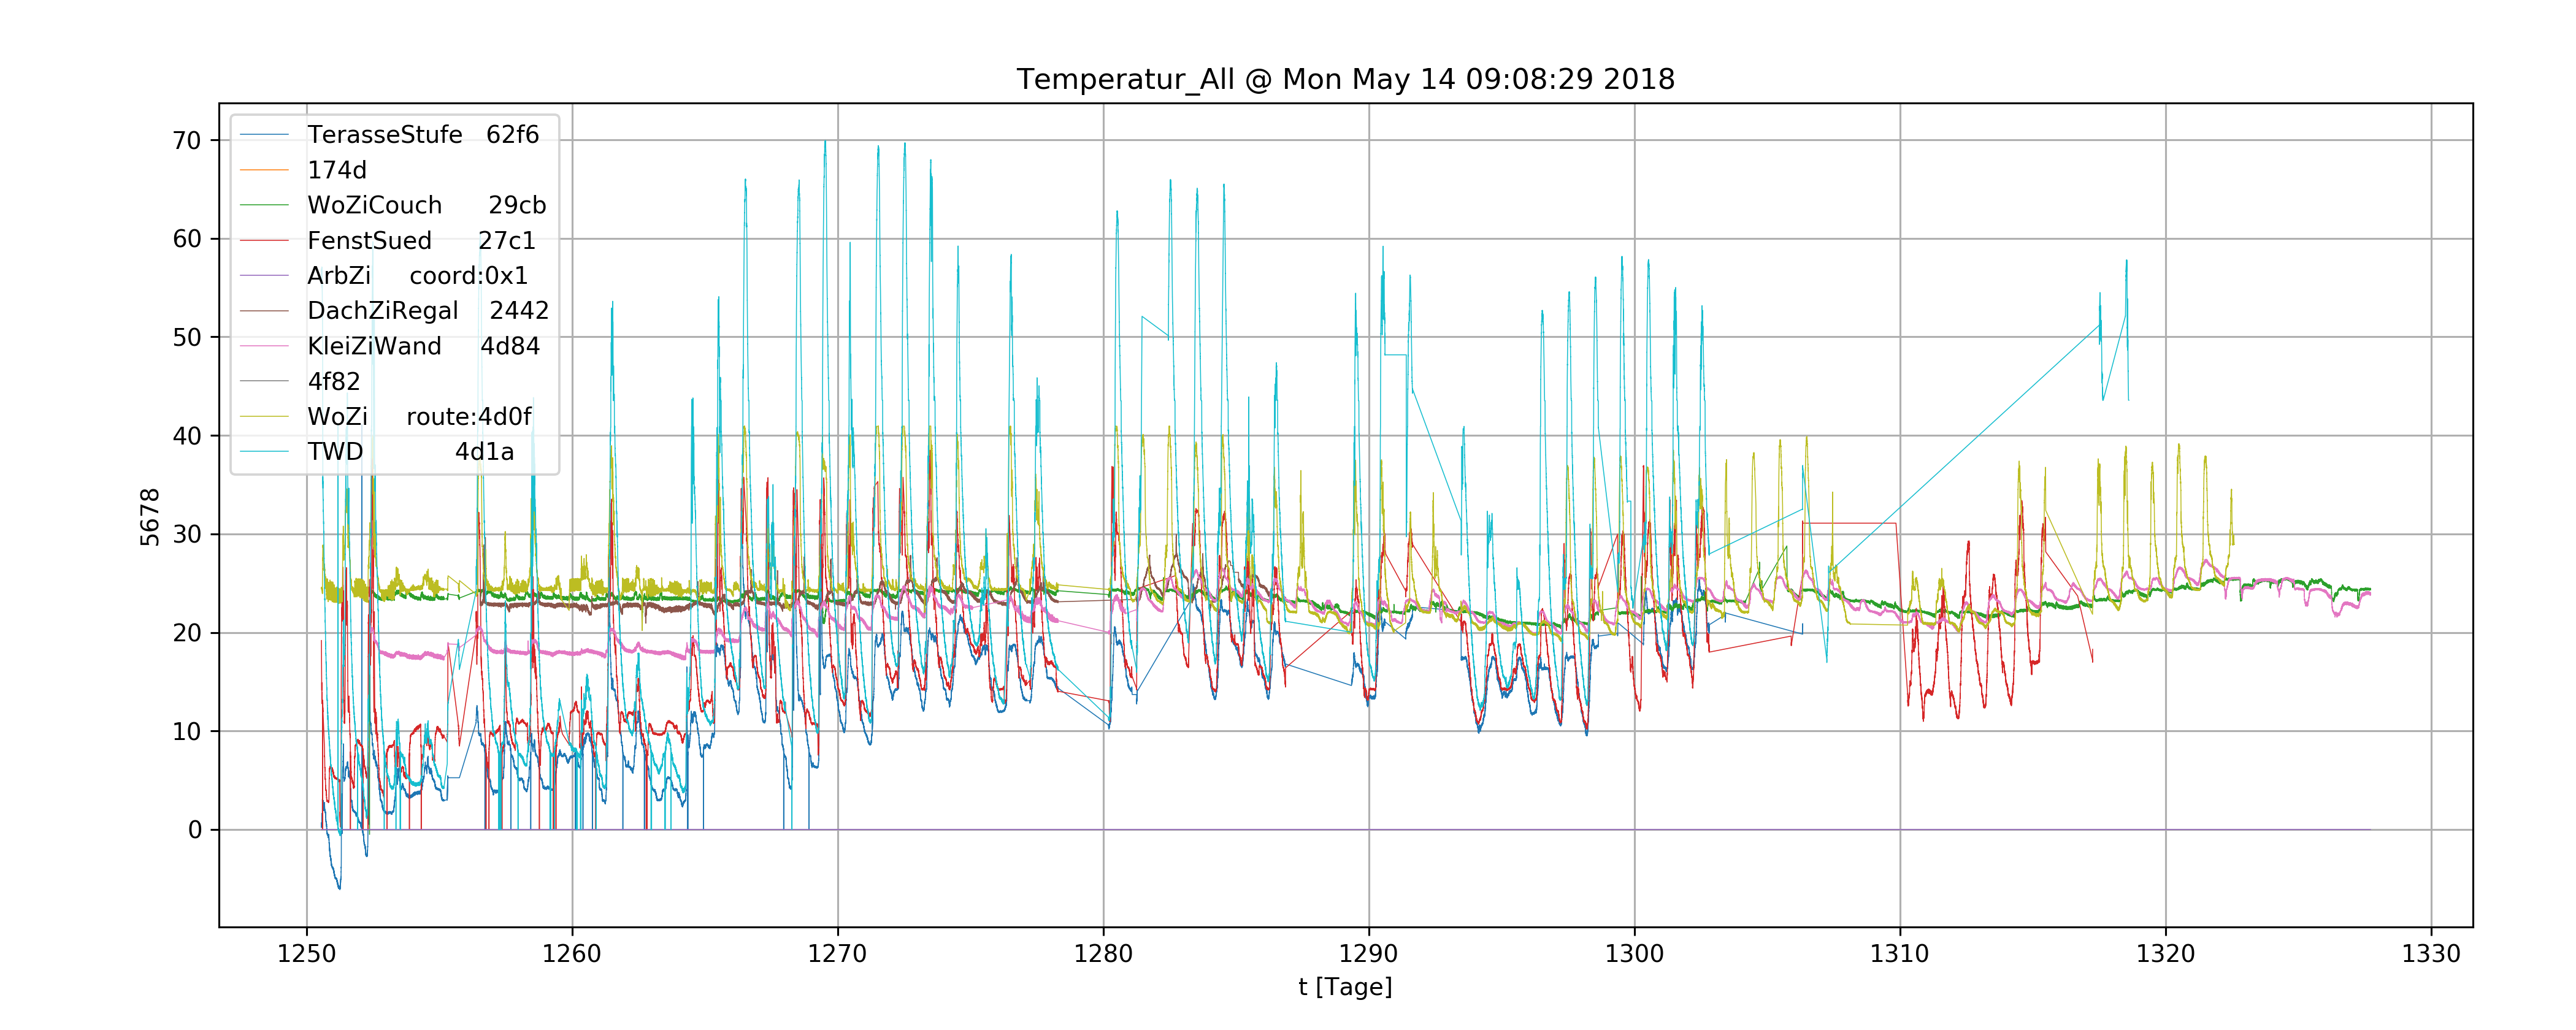 Temperatur_All @ Mon May 14 09:08:29 2018
TerasseStufe 62f6
174d
WoZiCouch 29cb
FenstSued 27c1
ArbZi coord:0x1
DachZiRegal 2442
KleiZiWand 4d84
4f82
WoZi route:4d0f
TWD 4d1a
70
60
50
40
30
20
10
0
5678
1250 1260 1270 1280 1290 1300 1310 1320 1330
t [Tage]